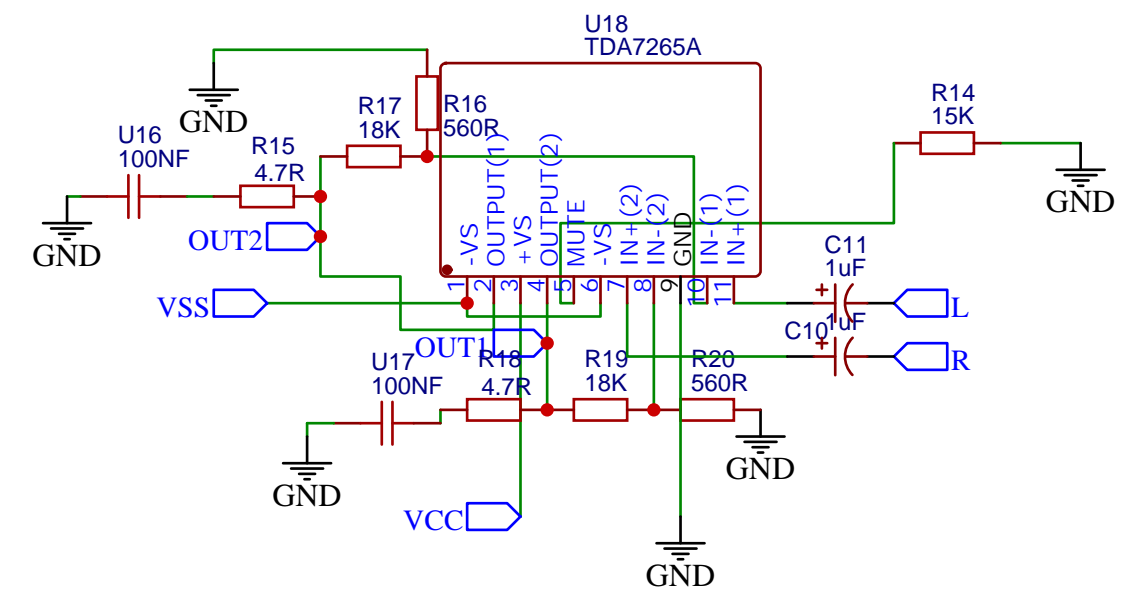 U18
TDA7265A
GND
R16
560R
R17
18K
R14
15K
GND
U16
100NF
R15
4.7R
GND
OUT2
-VS
OUTPUT(1)
+VS
OUTPUT(2)
MUTE
-VS
IN+(2)
IN-(2)
GND
IN-(1)
IN+(1)
1
2
3
4
5
6
7
8
9
10
11
VSS
C11
1uF
L
C10
1uF
R
OUT1
U17
100NF
R18
4.7R
R19
18K
R20
560R
GND
GND
VCC
GND